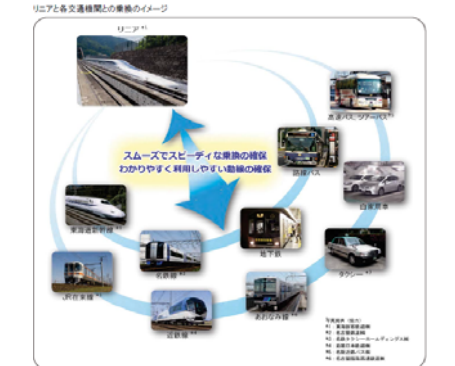 リニアと各交通機関との乗換のイメージ
リニア *1
高速バス、ツアーバス
スムーズでスピーディな乗換の確保
わかりやすく利用しやすい動線の確保
路線バス
自家用車
東海道新幹線
名鉄線
地下鉄
タクシー
JR在来線
近鉄線
あおなみ線